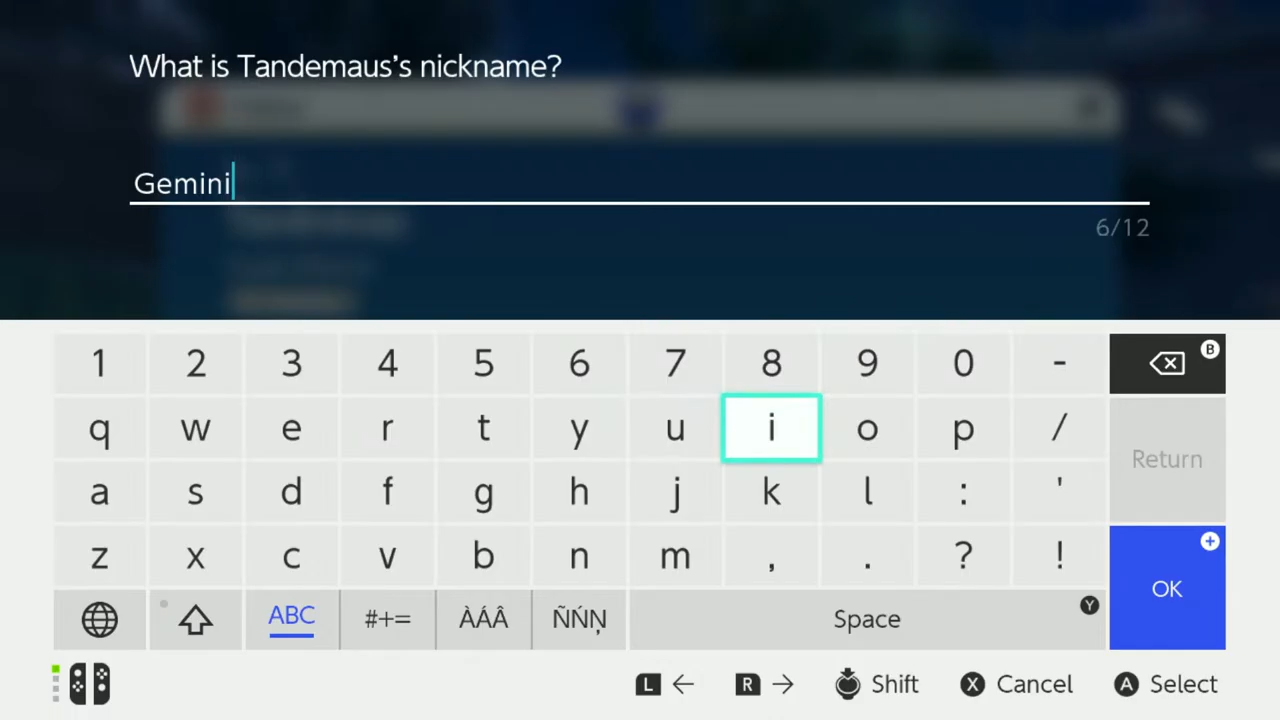 What is Tandemaus's nickname?
Gemini
6/12
1 2 3 4 5 6 7 8 9 0 - B
q w e r t y u i o p /
Return
a s d f g h j k l : '
z x c v b n m , . ? ! +
OK
ABC #+= ÀÁÂ ÑŃŅ Space Y
L ← R → Shift X Cancel A Select